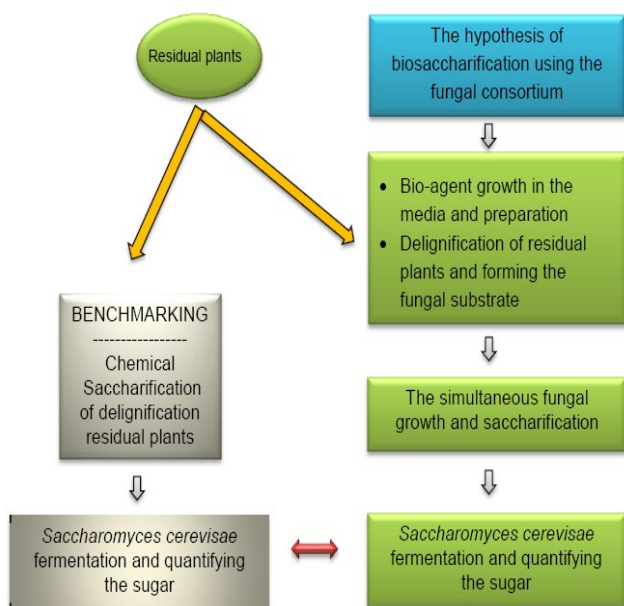 Residual plants
The hypothesis of
biosaccharification using the
fungal consortium
• Bio-agent growth in the
media and preparation
• Delignification of residual
plants and forming the
fungal substrate
BENCHMARKING
-----------------
Chemical
Saccharification
of delignification
residual plants
The simultaneous fungal
growth and saccharification
Saccharomyces cerevisae
fermentation and quantifying
the sugar
Saccharomyces cerevisae
fermentation and quantifying
the sugar